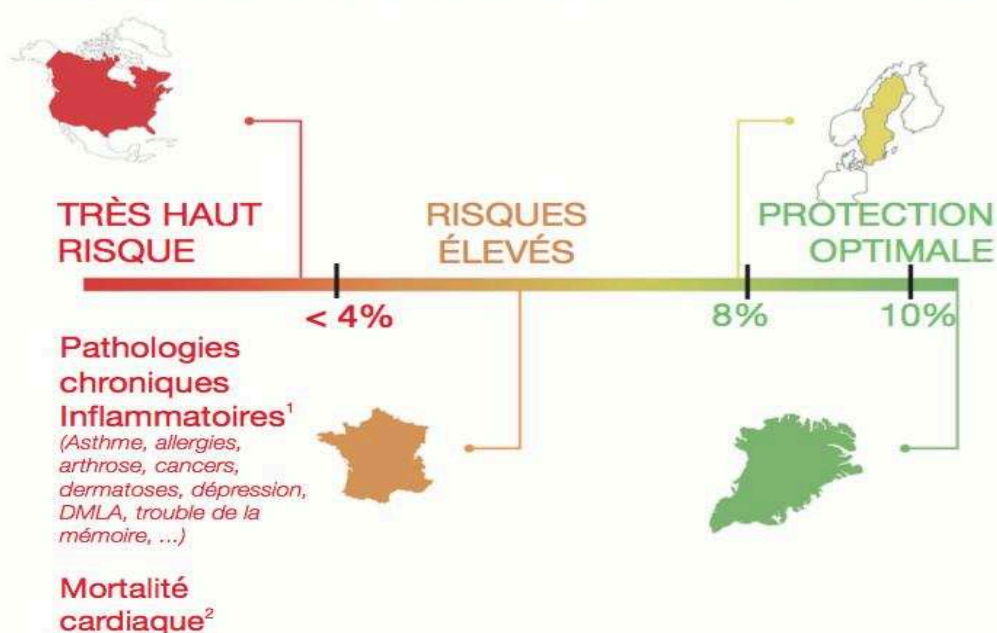 TRÈS HAUT
RISQUE
RISQUES
ÉLEVÉS
PROTECTION
OPTIMALE
< 4%
8%
10%
Pathologies
chroniques
Inflammatoires¹
(Asthme, allergies,
arthrose, cancers,
dermatoses, dépression,
DMLA, trouble de la
mémoire, ...)
Mortalité
cardiaque²